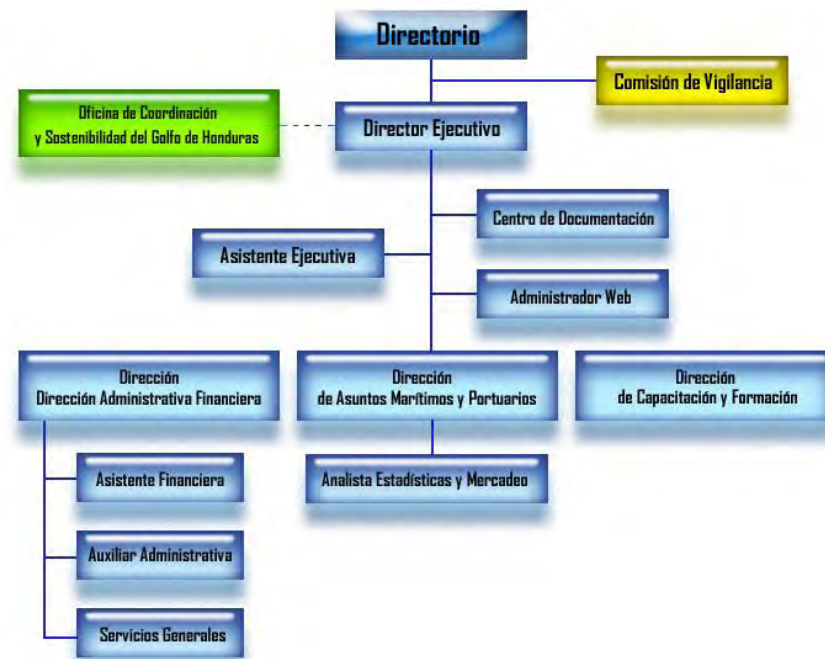 Directorio
Comisión de Vigilancia
Oficina de Coordinación
y Sostenibilidad del Golfo de Honduras
Director Ejecutivo
Centro de Documentación
Asistente Ejecutiva
Administrador Web
Dirección
Dirección Administrativa Financiera
Dirección
de Asuntos Marítimos y Portuarios
Dirección
de Capacitación y Formación
Asistente Financiera
Analista Estadísticas y Mercadeo
Auxiliar Administrativa
Servicios Generales